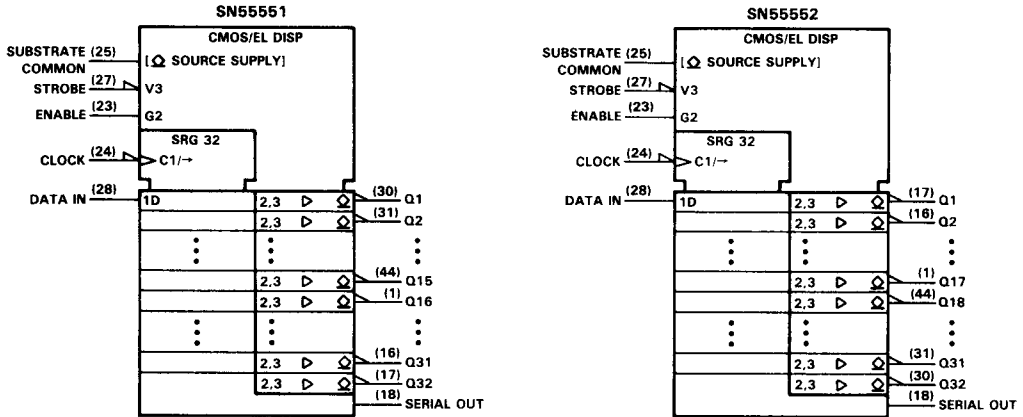 SN55551
CMOS/EL DISP
SUBSTRATE (25)
COMMON
[◇ SOURCE SUPPLY]
STROBE (27) V3
ENABLE (23) G2
SRG 32
CLOCK (24) C1/→
DATA IN (28) 1D 2,3 ▷ ◇ (30) Q1
2,3 ▷ ◇ (31) Q2
2,3 ▷ ◇ (44) Q15
2,3 ▷ ◇ (1) Q16
2,3 ▷ ◇ (16) Q31
2,3 ▷ ◇ (17) Q32
(18) SERIAL OUT
SN55552
CMOS/EL DISP
SUBSTRATE (25)
COMMON
[◇ SOURCE SUPPLY]
STROBE (27) V3
ENABLE (23) G2
SRG 32
CLOCK (24) C1/→
DATA IN (28) 1D 2,3 ▷ ◇ (17) Q1
2,3 ▷ ◇ (16) Q2
2,3 ▷ ◇ (1) Q17
2,3 ▷ ◇ (44) Q18
2,3 ▷ ◇ (31) Q31
2,3 ▷ ◇ (30) Q32
(18) SERIAL OUT